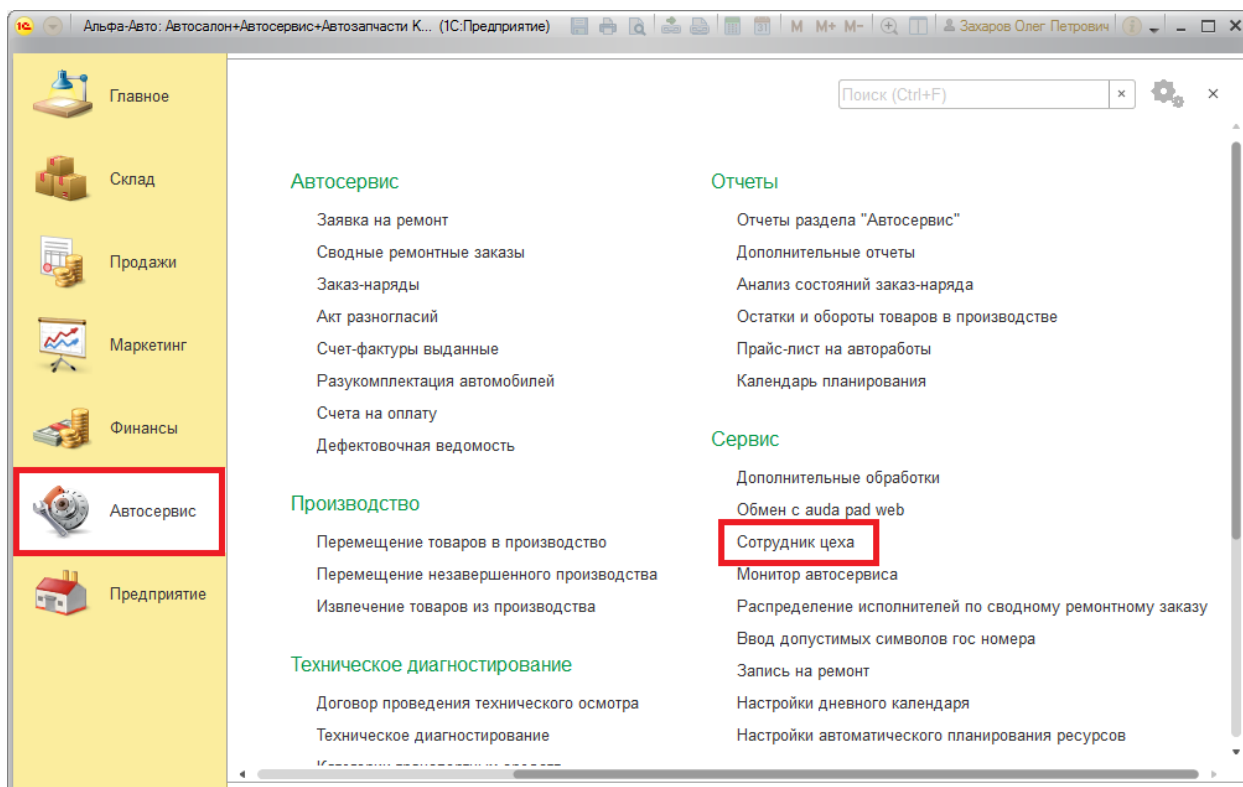 Альфа-Авто: Автосалон+Автосервис+Автозапчасти К... (1С:Предприятие)
М М+ М-
Захаров Олег Петрович
Поиск (Ctrl+F)
Главное
Склад
Продажи
Маркетинг
Финансы
Автосервис
Предприятие
Автосервис
Заявка на ремонт
Сводные ремонтные заказы
Заказ-наряды
Акт разногласий
Счет-фактуры выданные
Разукомплектация автомобилей
Счета на оплату
Дефектовочная ведомость
Производство
Перемещение товаров в производство
Перемещение незавершенного производства
Извлечение товаров из производства
Техническое диагностирование
Договор проведения технического осмотра
Техническое диагностирование
Отчеты
Отчеты раздела "Автосервис"
Дополнительные отчеты
Анализ состояний заказ-наряда
Остатки и обороты товаров в производстве
Прайс-лист на автоработы
Календарь планирования
Сервис
Дополнительные обработки
Обмен с auda pad web
Сотрудник цеха
Монитор автосервиса
Распределение исполнителей по сводному ремонтному заказу
Ввод допустимых символов гос номера
Запись на ремонт
Настройки дневного календаря
Настройки автоматического планирования ресурсов